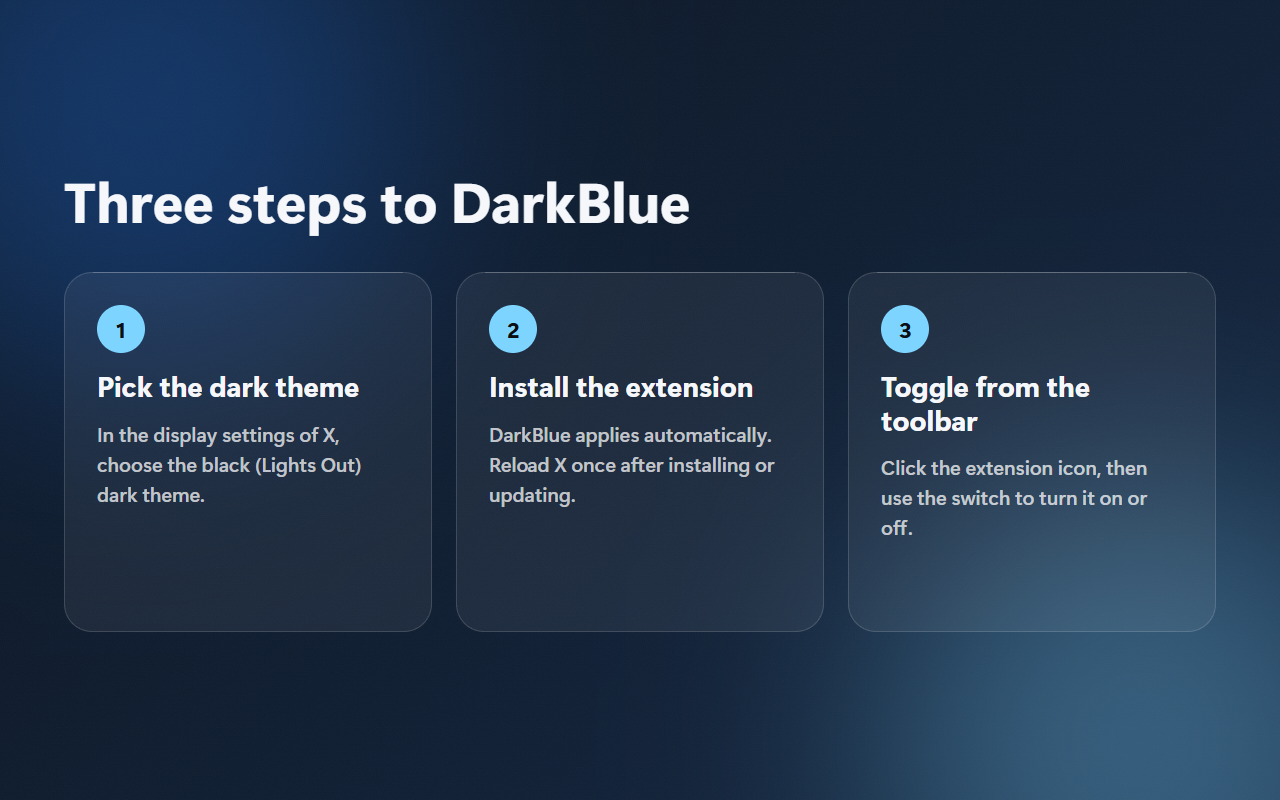 Three steps to DarkBlue
1
Pick the dark theme
In the display settings of X,
choose the black (Lights Out)
dark theme.
2
Install the extension
DarkBlue applies automatically.
Reload X once after installing or
updating.
3
Toggle from the
toolbar
Click the extension icon, then
use the switch to turn it on or
off.